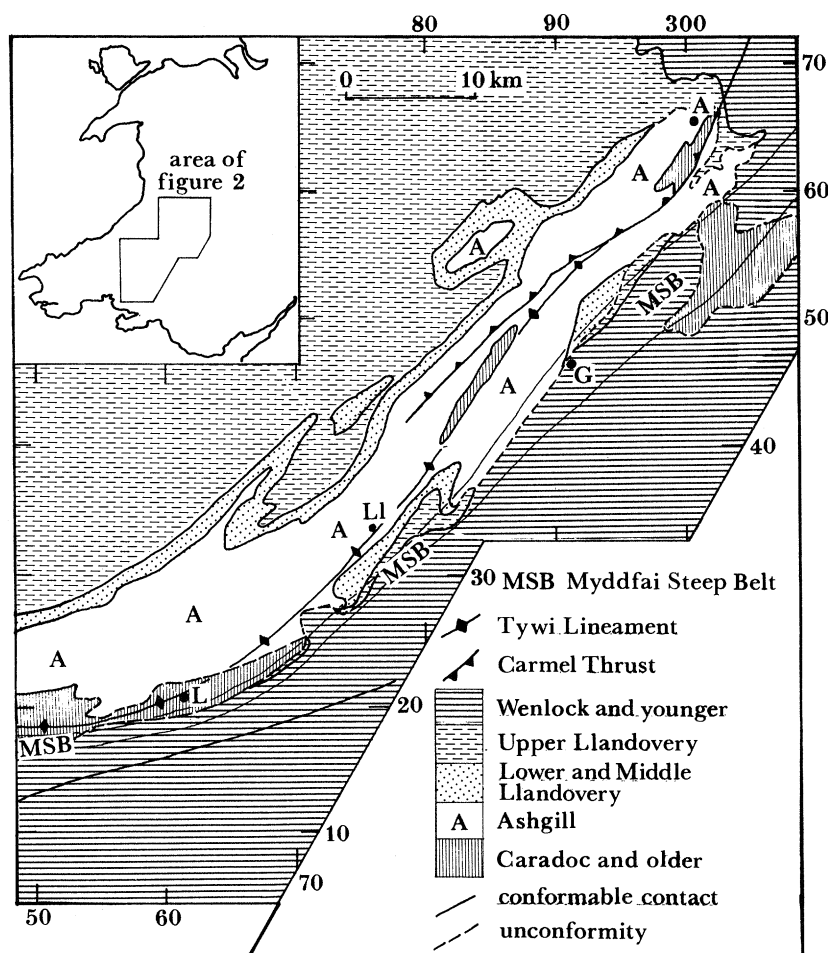 80 90 300
70
0 10 km
area of
figure 2
A
A
60
A
A
MSB
50
G
A
40
Ll
A
MSB
30
MSB Myddfai Steep Belt
A
Tywi Lineament
20
A
Carmel Thrust
L
20
Wenlock and younger
MSB
Upper Llandovery
Lower and Middle
Llandovery
A Ashgill
10
Caradoc and older
70
conformable contact
50 60
unconformity